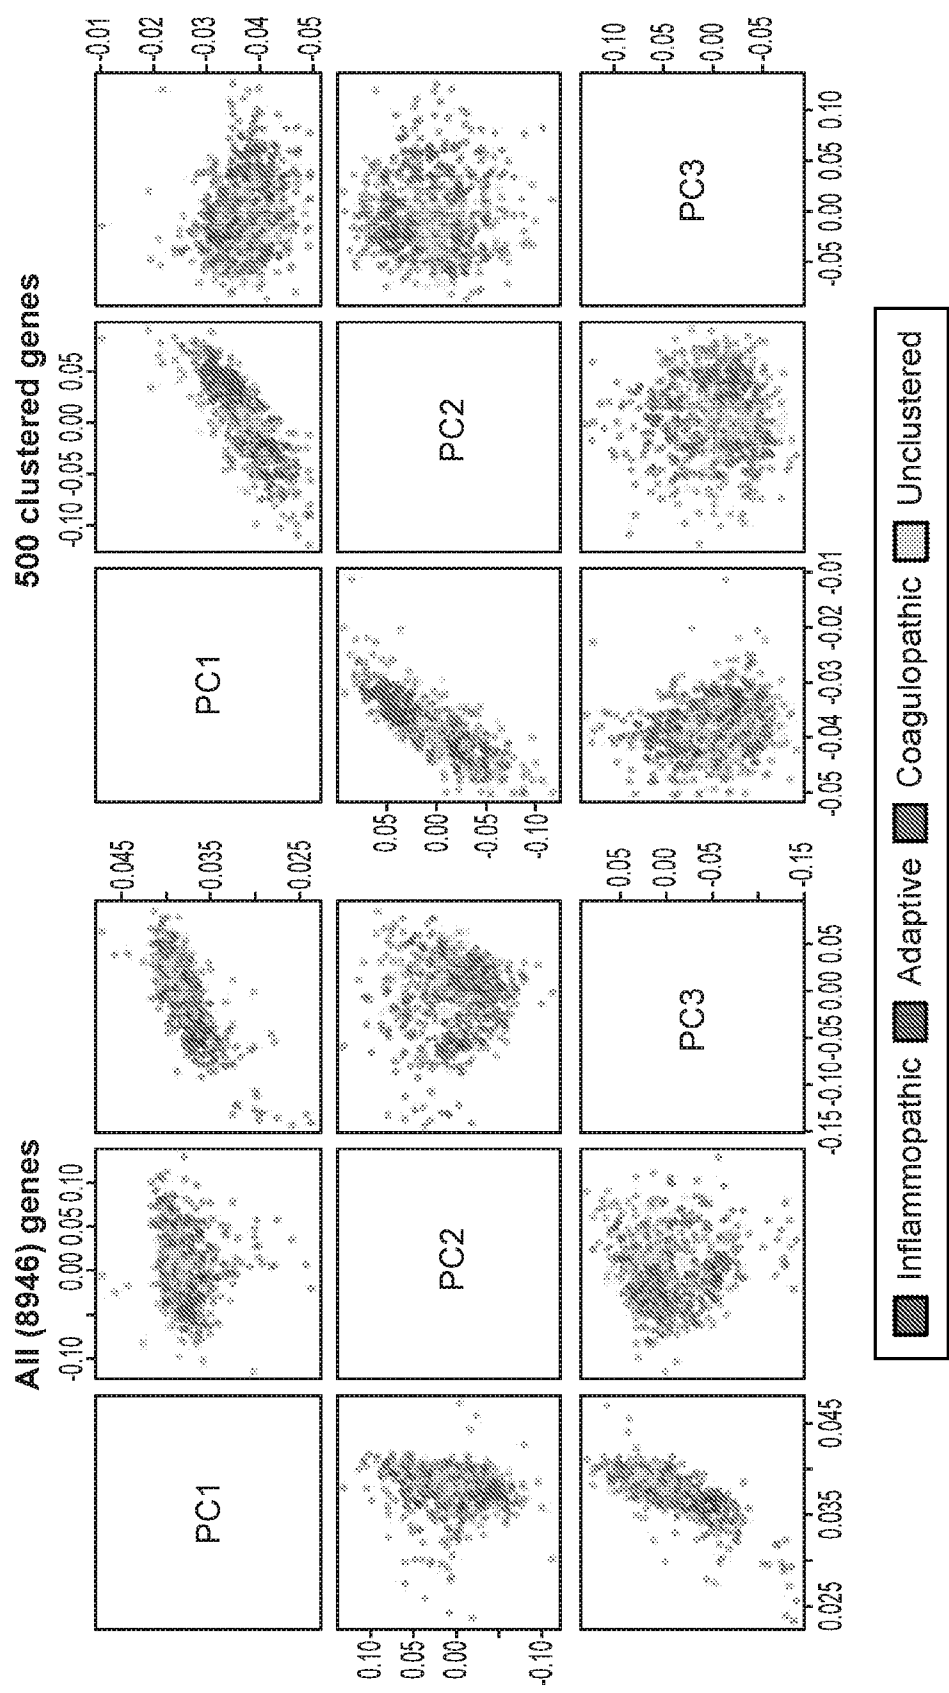 All (8946) genes
-0.10 0.00 0.05 0.10
PC1
0.045
0.035
0.025
0.10
0.05
0.00
-0.10
PC2
PC3
0.05
0.00
-0.05
-0.15
0.025 0.035 0.045
-0.15 -0.10 -0.05 0.00 0.05
500 clustered genes
-0.10 -0.05 0.00 0.05
PC1
-0.01
-0.02
-0.03
-0.04
-0.05
0.05
0.00
-0.05
-0.10
PC2
PC3
0.10
0.05
0.00
-0.05
-0.05 -0.04 -0.03 -0.02 -0.01
-0.05 0.00 0.05 0.10
Inflammopathic Adaptive Coagulopathic Unclustered